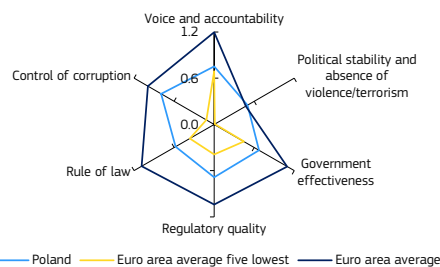 Voice and accountability
1.2
Political stability and
absence of
violence/terrorism
Control of corruption
0.6
0.0
Rule of law
Government
effectiveness
Regulatory quality
Poland
Euro area average five lowest
Euro area average